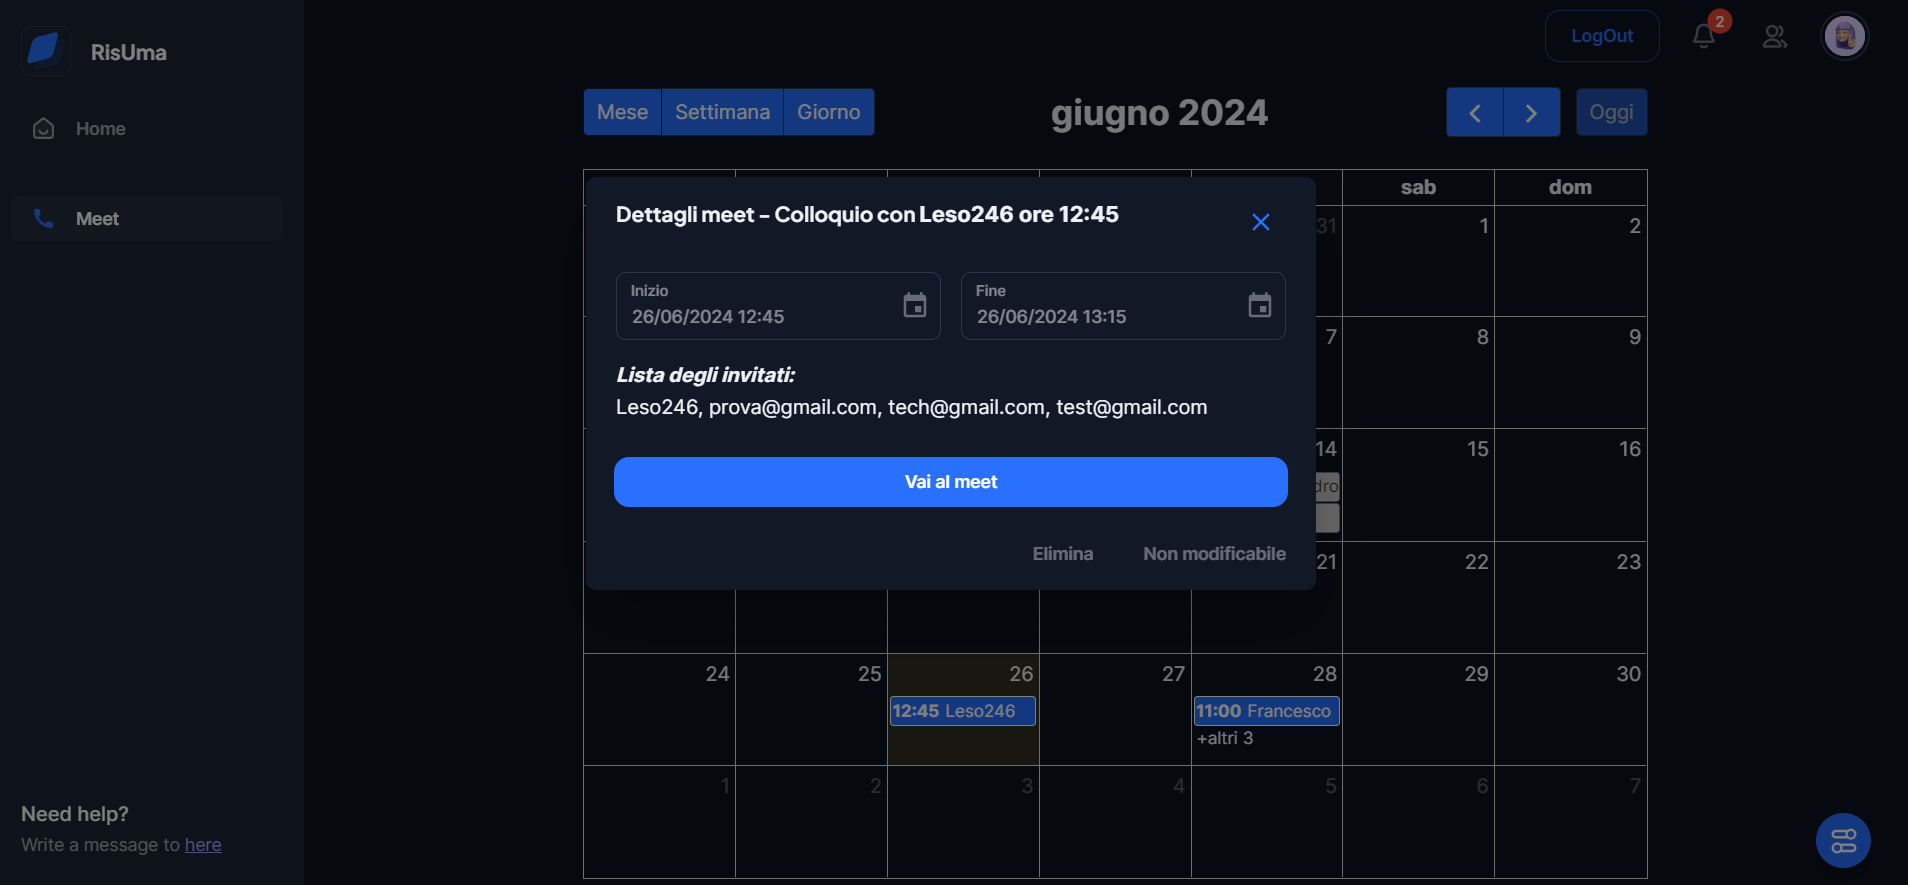 RisUma
Home
Meet
Need help?
Write a message to here
LogOut
2
Mese Settimana Giorno
giugno 2024
Oggi
sab dom
Dettagli meet – Colloquio con Leso246 ore 12:45
Inizio
26/06/2024 12:45
Fine
26/06/2024 13:15
Lista degli invitati:
Leso246, prova@gmail.com, tech@gmail.com, test@gmail.com
Vai al meet
Elimina Non modificabile
31 1 2
7 8 9
14 15 16
dro
21 22 23
24 25 26 27 28 29 30
12:45 Leso246
11:00 Francesco
+altri 3
1 2 3 4 5 6 7